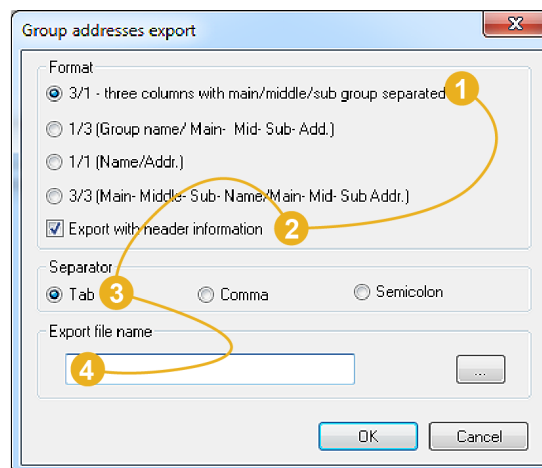 Group addresses export
Format
3/1 - three columns with main/middle/sub group separated
1
1/3 (Group name/ Main- Mid- Sub- Add.)
1/1 (Name/Addr.)
3/3 (Main- Middle- Sub- Name/Main- Mid- Sub Addr.)
Export with header information
2
Separator
Tab
3
Comma
Semicolon
Export file name
4
...
OK
Cancel